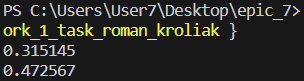 PS C:\Users\User7\Desktop\epic_7>
ork_1_task_roman_kroliak }
0.315145
0.472567